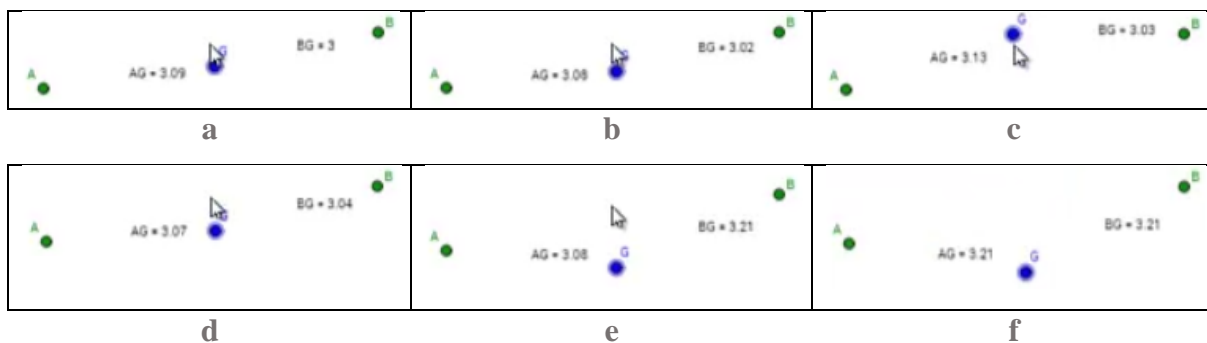 A
AG = 3.09
G
BG = 3
B
A
AG = 3.08
G
BG = 3.02
B
A
AG = 3.13
G
BG = 3.03
B
a
b
c
A
AG = 3.07
G
BG = 3.04
B
A
AG = 3.08
G
BG = 3.21
B
A
AG = 3.21
G
BG = 3.21
B
d
e
f